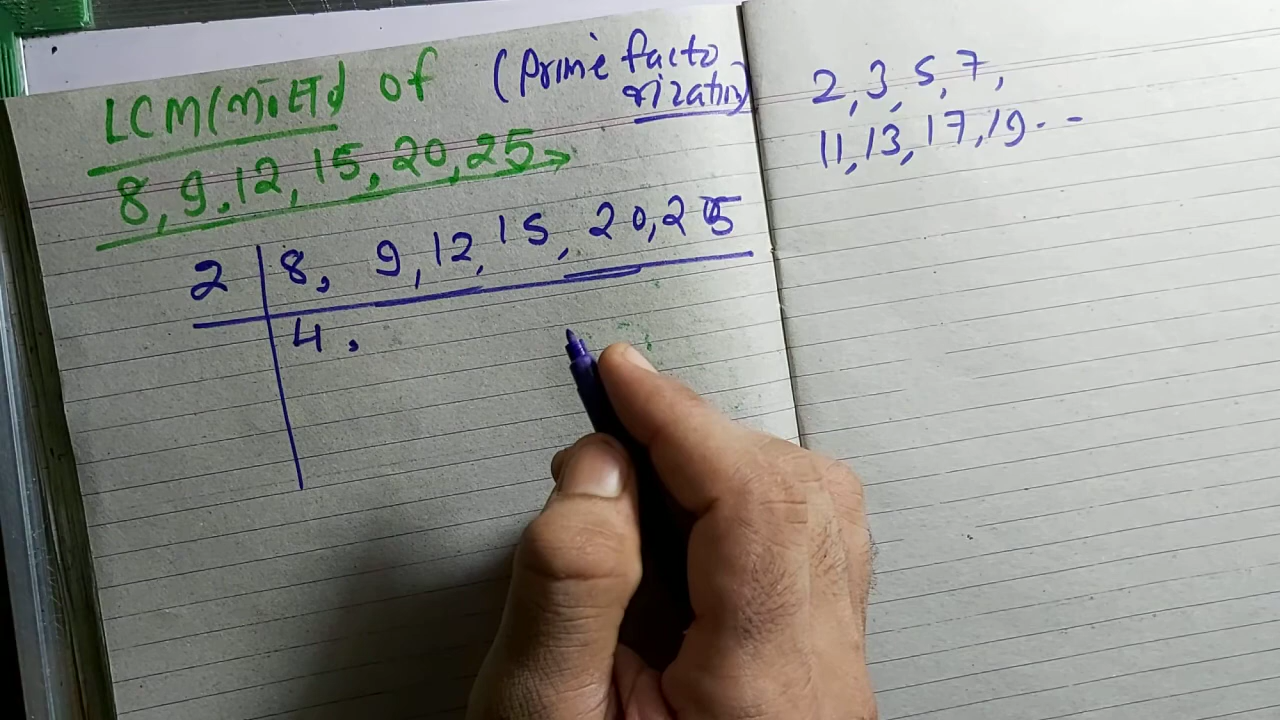 LCM of (Prime facto
rization)
8, 9, 12, 15, 20, 25
2 8, 9, 12, 15, 20, 25
4,
2, 3, 5, 7,
11, 13, 17, 19. - -